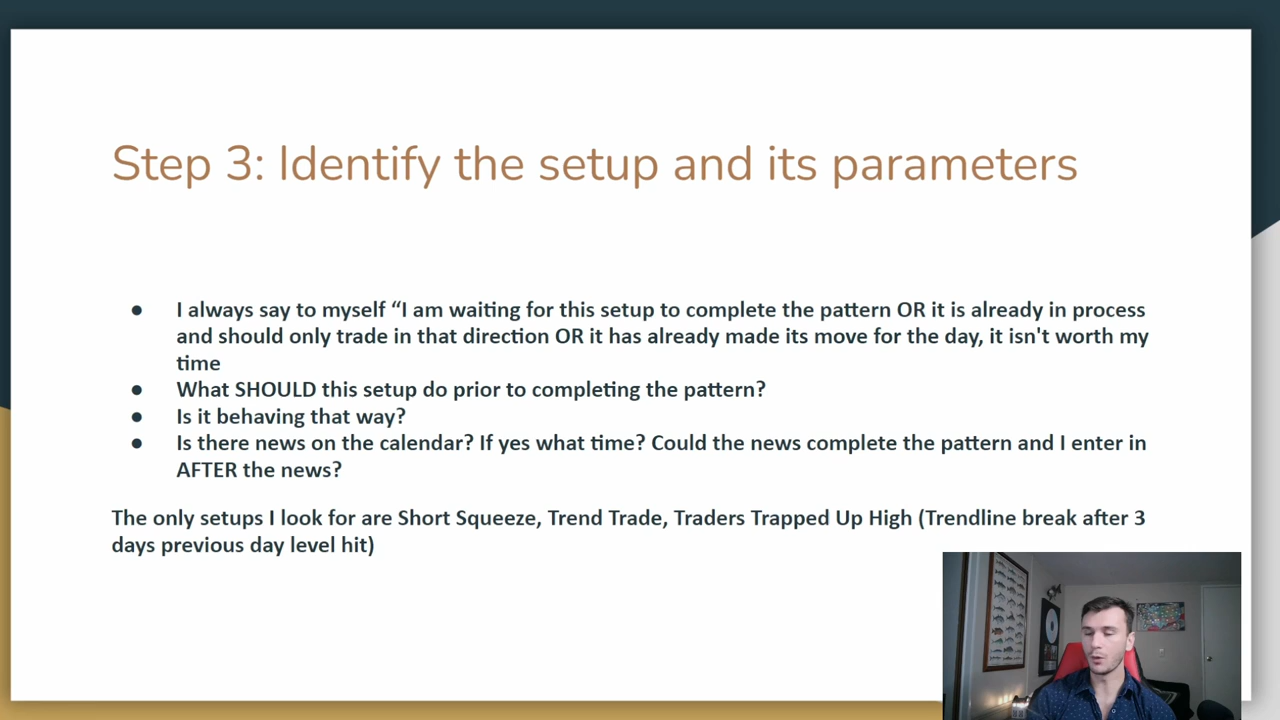 Step 3: Identify the setup and its parameters
● I always say to myself “I am waiting for this setup to complete the pattern OR it is already in process
and should only trade in that direction OR it has already made its move for the day, it isn't worth my
time
● What SHOULD this setup do prior to completing the pattern?
● Is it behaving that way?
● Is there news on the calendar? If yes what time? Could the news complete the pattern and I enter in
AFTER the news?
The only setups I look for are Short Squeeze, Trend Trade, Traders Trapped Up High (Trendline break after 3
days previous day level hit)